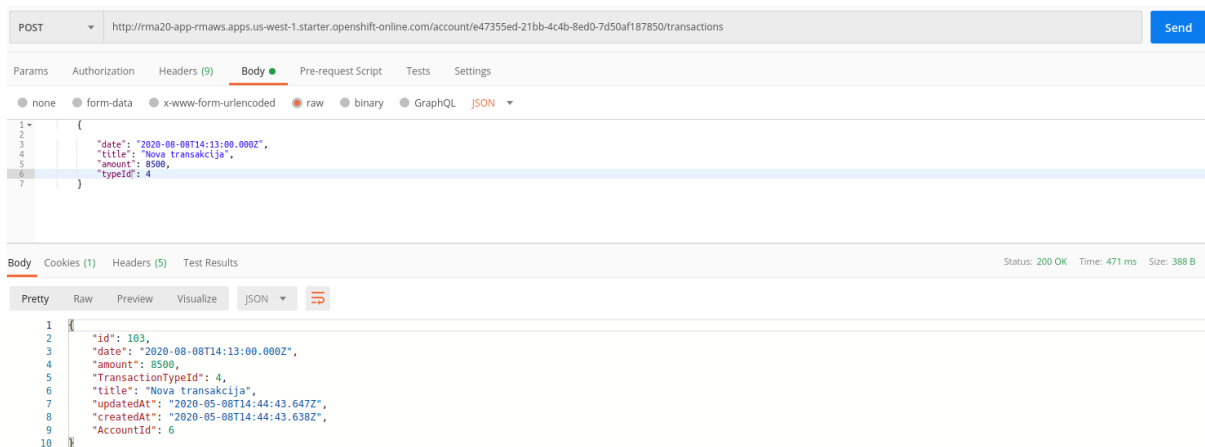 POST http://rma20-app-rmaws.apps.us-west-1.starter.openshift-online.com/account/e47355ed-21bb-4c4b-8ed0-7d50af187850/transactions Send
Params Authorization Headers (9) Body Pre-request Script Tests Settings
none form-data x-www-form-urlencoded raw binary GraphQL JSON
1 {
2
3 "date": "2020-08-08T14:13:00.000Z",
4 "title": "Nova transakcija",
5 "amount": 8500,
6 "typeId": 4
7 }
Body Cookies (1) Headers (5) Test Results Status: 200 OK Time: 471 ms Size: 388 B
Pretty Raw Preview Visualize JSON
1 {
2 "id": 103,
3 "date": "2020-08-08T14:13:00.000Z",
4 "amount": 8500,
5 "TransactionTypeId": 4,
6 "title": "Nova transakcija",
7 "updatedAt": "2020-05-08T14:44:43.647Z",
8 "createdAt": "2020-05-08T14:44:43.638Z",
9 "AccountId": 6
10 }